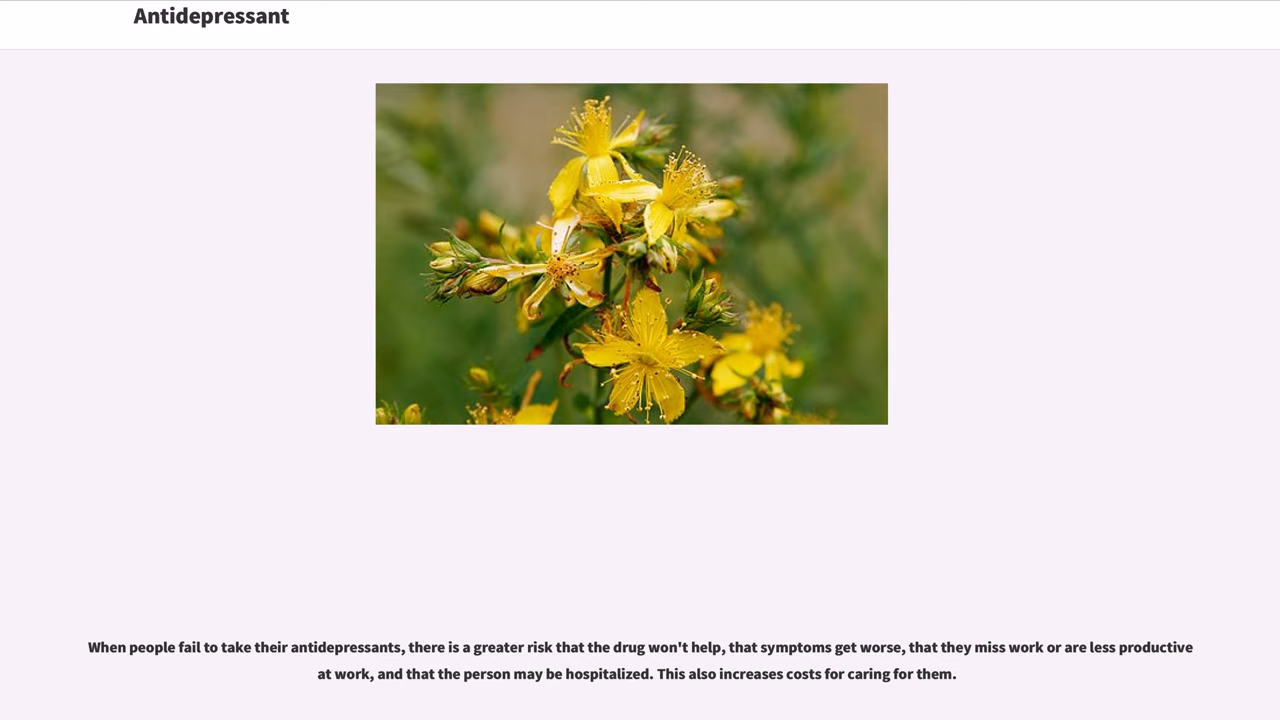 Antidepressant
When people fail to take their antidepressants, there is a greater risk that the drug won't help, that symptoms get worse, that they miss work or are less productive
at work, and that the person may be hospitalized. This also increases costs for caring for them.